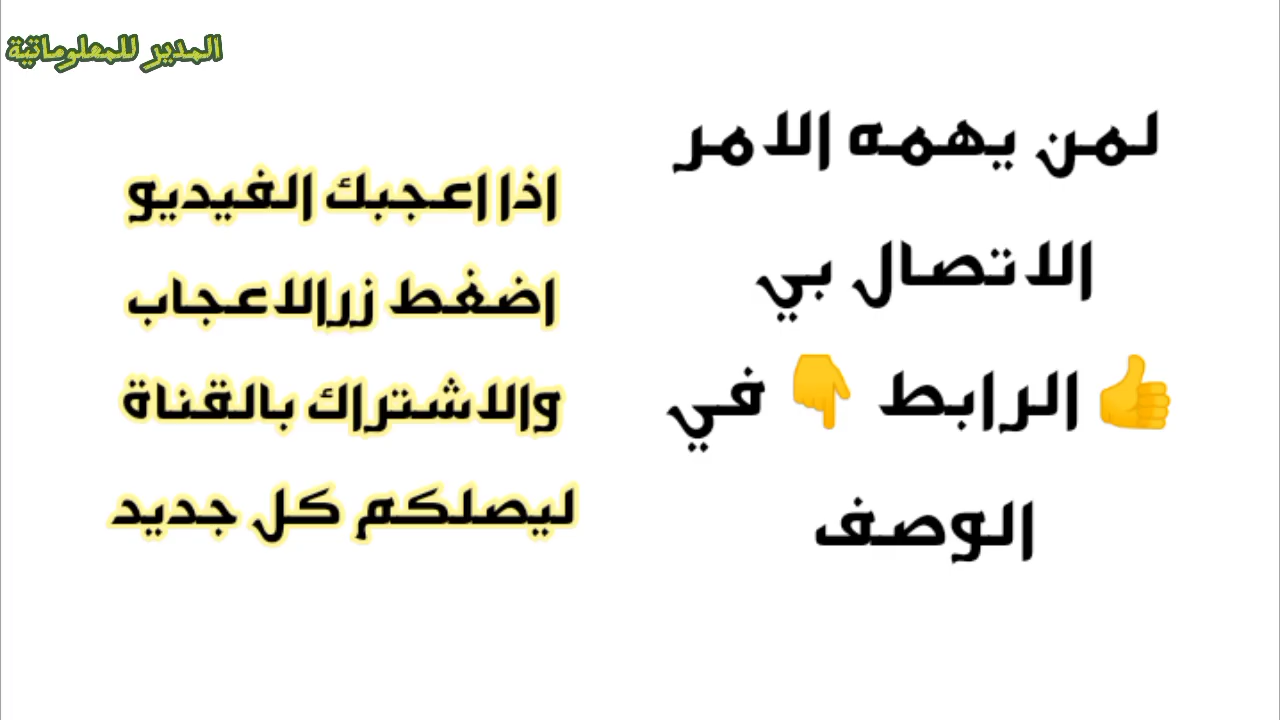 المدير للمعلوماتية
لمن يهمه الامر
الاتصال بي
👍 الرابط 👇 في
الوصف
اذا اعجبك الفيديو
اضغط زرالاعجاب
والاشتراك بالقناة
ليصلكم كل جديد